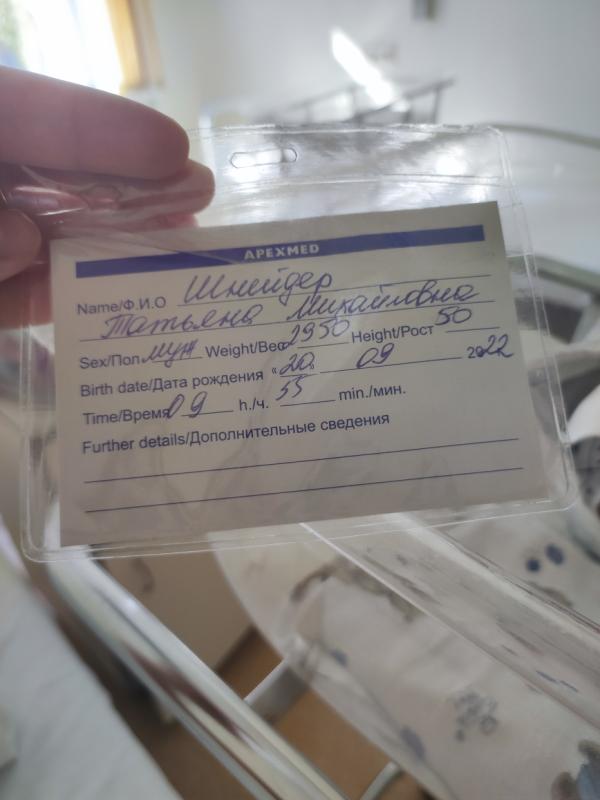 APEXMED
Name/Ф.И.О Шнейдер
Татьяна Михайловна
Sex/Пол муж Weight/Вес 2950 Height/Рост 50
Birth date/Дата рождения «20» 09 2022
Time/Время 09 h./ч. 55 min./мин.
Further details/Дополнительные сведения